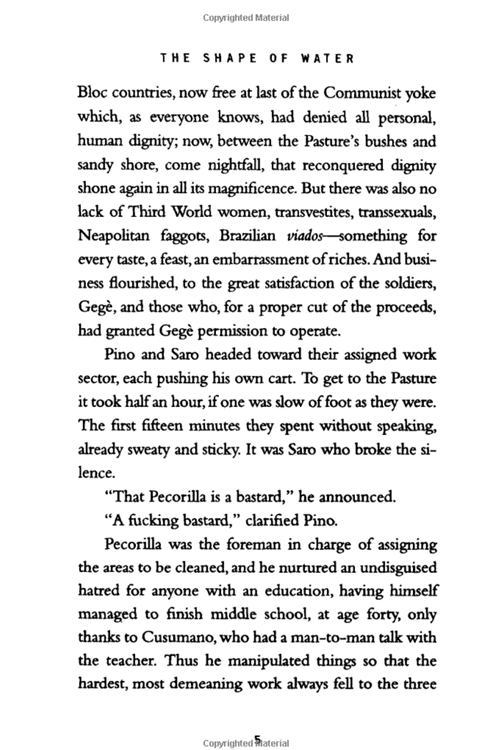 Copyrighted Material
THE SHAPE OF WATER
Bloc countries, now free at last of the Communist yoke
which, as everyone knows, had denied all personal,
human dignity; now, between the Pasture's bushes and
sandy shore, come nightfall, that reconquered dignity
shone again in all its magnificence. But there was also no
lack of Third World women, transvestites, transsexuals,
Neapolitan faggots, Brazilian viados—something for
every taste, a feast, an embarrassment of riches. And busi-
ness flourished, to the great satisfaction of the soldiers,
Gegè, and those who, for a proper cut of the proceeds,
had granted Gegè permission to operate.
Pino and Saro headed toward their assigned work
sector, each pushing his own cart. To get to the Pasture
it took half an hour, if one was slow of foot as they were.
The first fifteen minutes they spent without speaking,
already sweaty and sticky. It was Saro who broke the si-
lence.
"That Pecorilla is a bastard," he announced.
"A fucking bastard," clarified Pino.
Pecorilla was the foreman in charge of assigning
the areas to be cleaned, and he nurtured an undisguised
hatred for anyone with an education, having himself
managed to finish middle school, at age forty, only
thanks to Cusumano, who had a man-to-man talk with
the teacher. Thus he manipulated things so that the
hardest, most demeaning work always fell to the three
5
Copyrighted Material